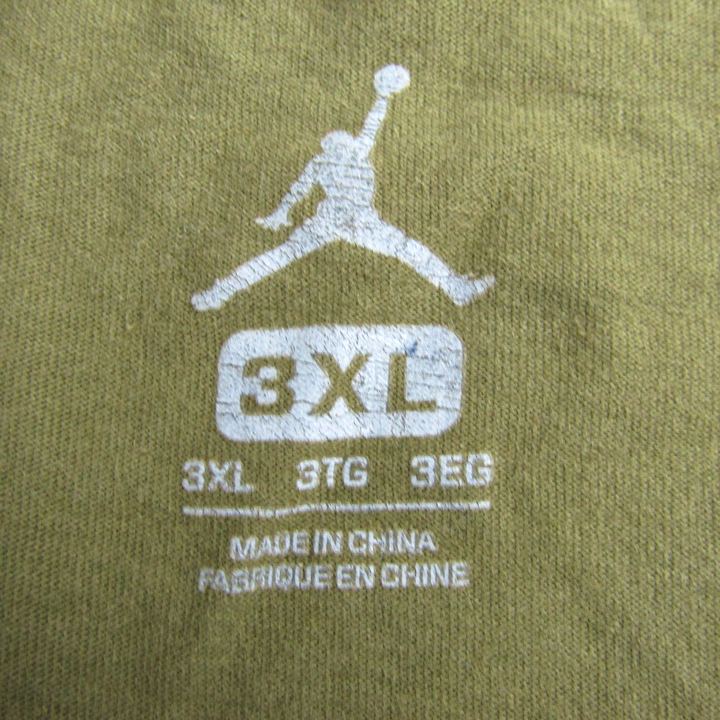 3XL
3XL 3TG 3EG
MADE IN CHINA
FABRIQUE EN CHINE